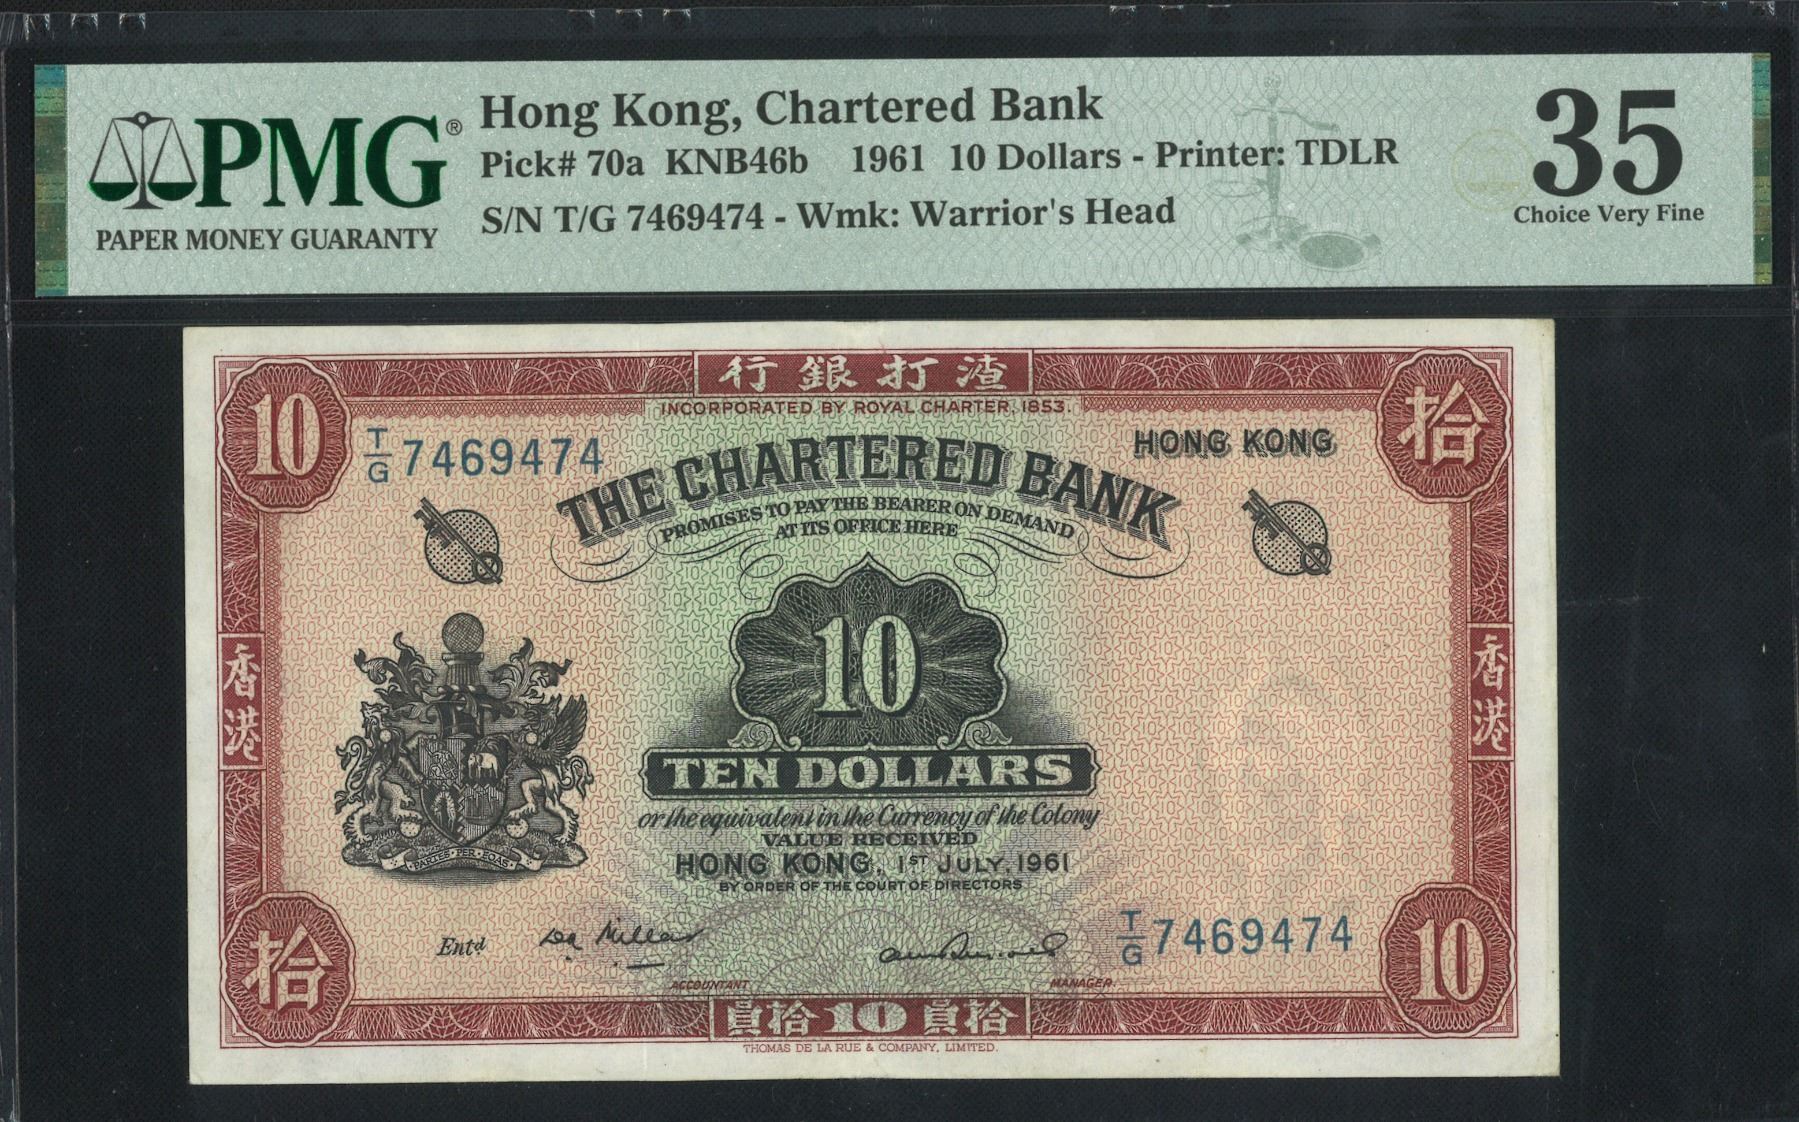 Hong Kong, Chartered Bank
Pick# 70a KNB46b 1961 10 Dollars - Printer: TDLR
S/N T/G 7469474 - Wmk: Warrior's Head
PMG®
PAPER MONEY GUARANTY
35
Choice Very Fine
行銀打渣
10
拾
INCORPORATED BY ROYAL CHARTER, 1853.
T/G 7469474
HONG KONG
THE CHARTERED BANK
PROMISES TO PAY THE BEARER ON DEMAND
AT ITS OFFICE HERE
10
香港
香港
TEN DOLLARS
or the equivalent in the Currency of the Colony
VALUE RECEIVED
HONG KONG, 1ST JULY, 1961
BY ORDER OF THE COURT OF DIRECTORS
PARTES·PER·EOAS
T/G 7469474
Entd
拾
10
ACCOUNTANT
MANAGER
員拾10員拾
THOMAS DE LA RUE & COMPANY, LIMITED.